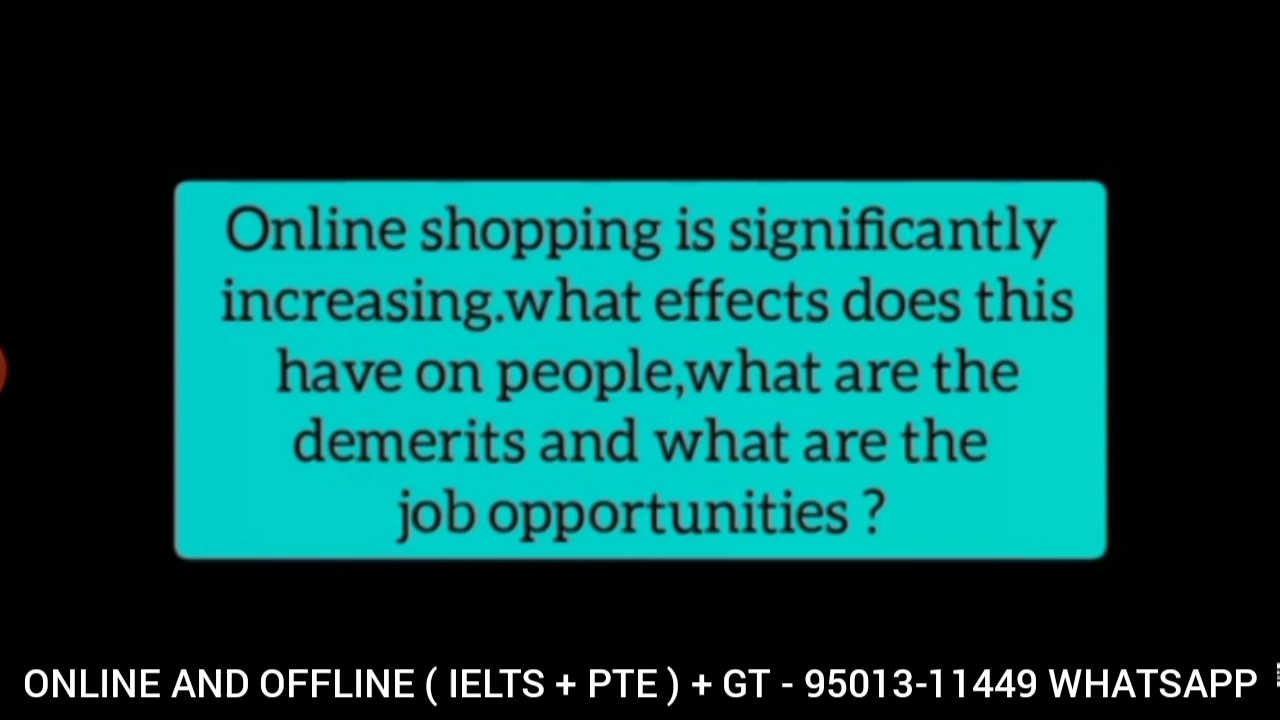 Online shopping is significantly
increasing.what effects does this
have on people,what are the
demerits and what are the
job opportunities ?
ONLINE AND OFFLINE ( IELTS + PTE ) + GT - 95013-11449 WHATSAPP